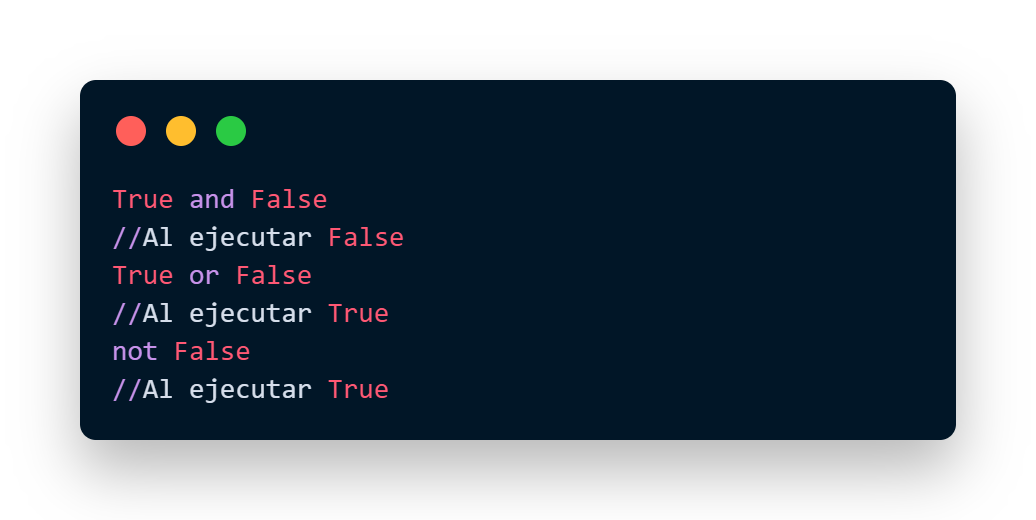 True and False
//Al ejecutar False
True or False
//Al ejecutar True
not False
//Al ejecutar True